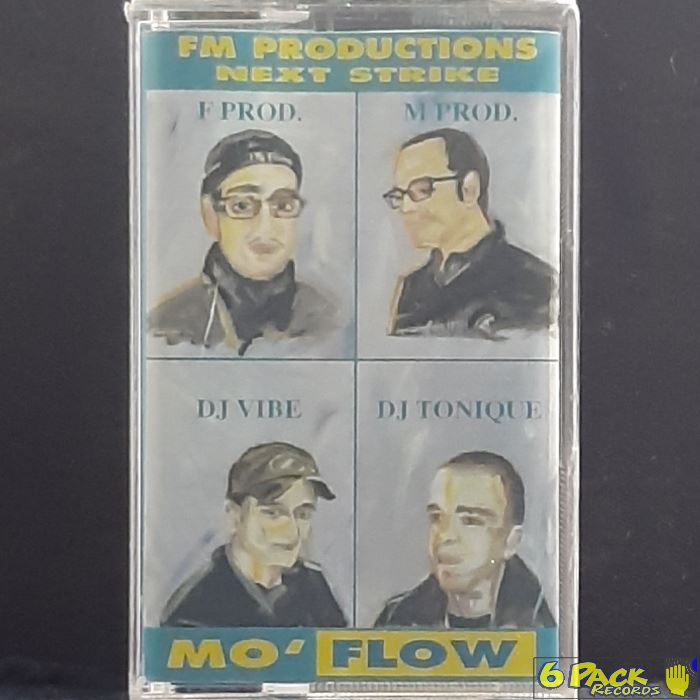 FM PRODUCTIONS
NEXT STRIKE
F PROD.
M PROD.
DJ VIBE
DJ TONIQUE
MO' FLOW
6 PACK
RECORDS